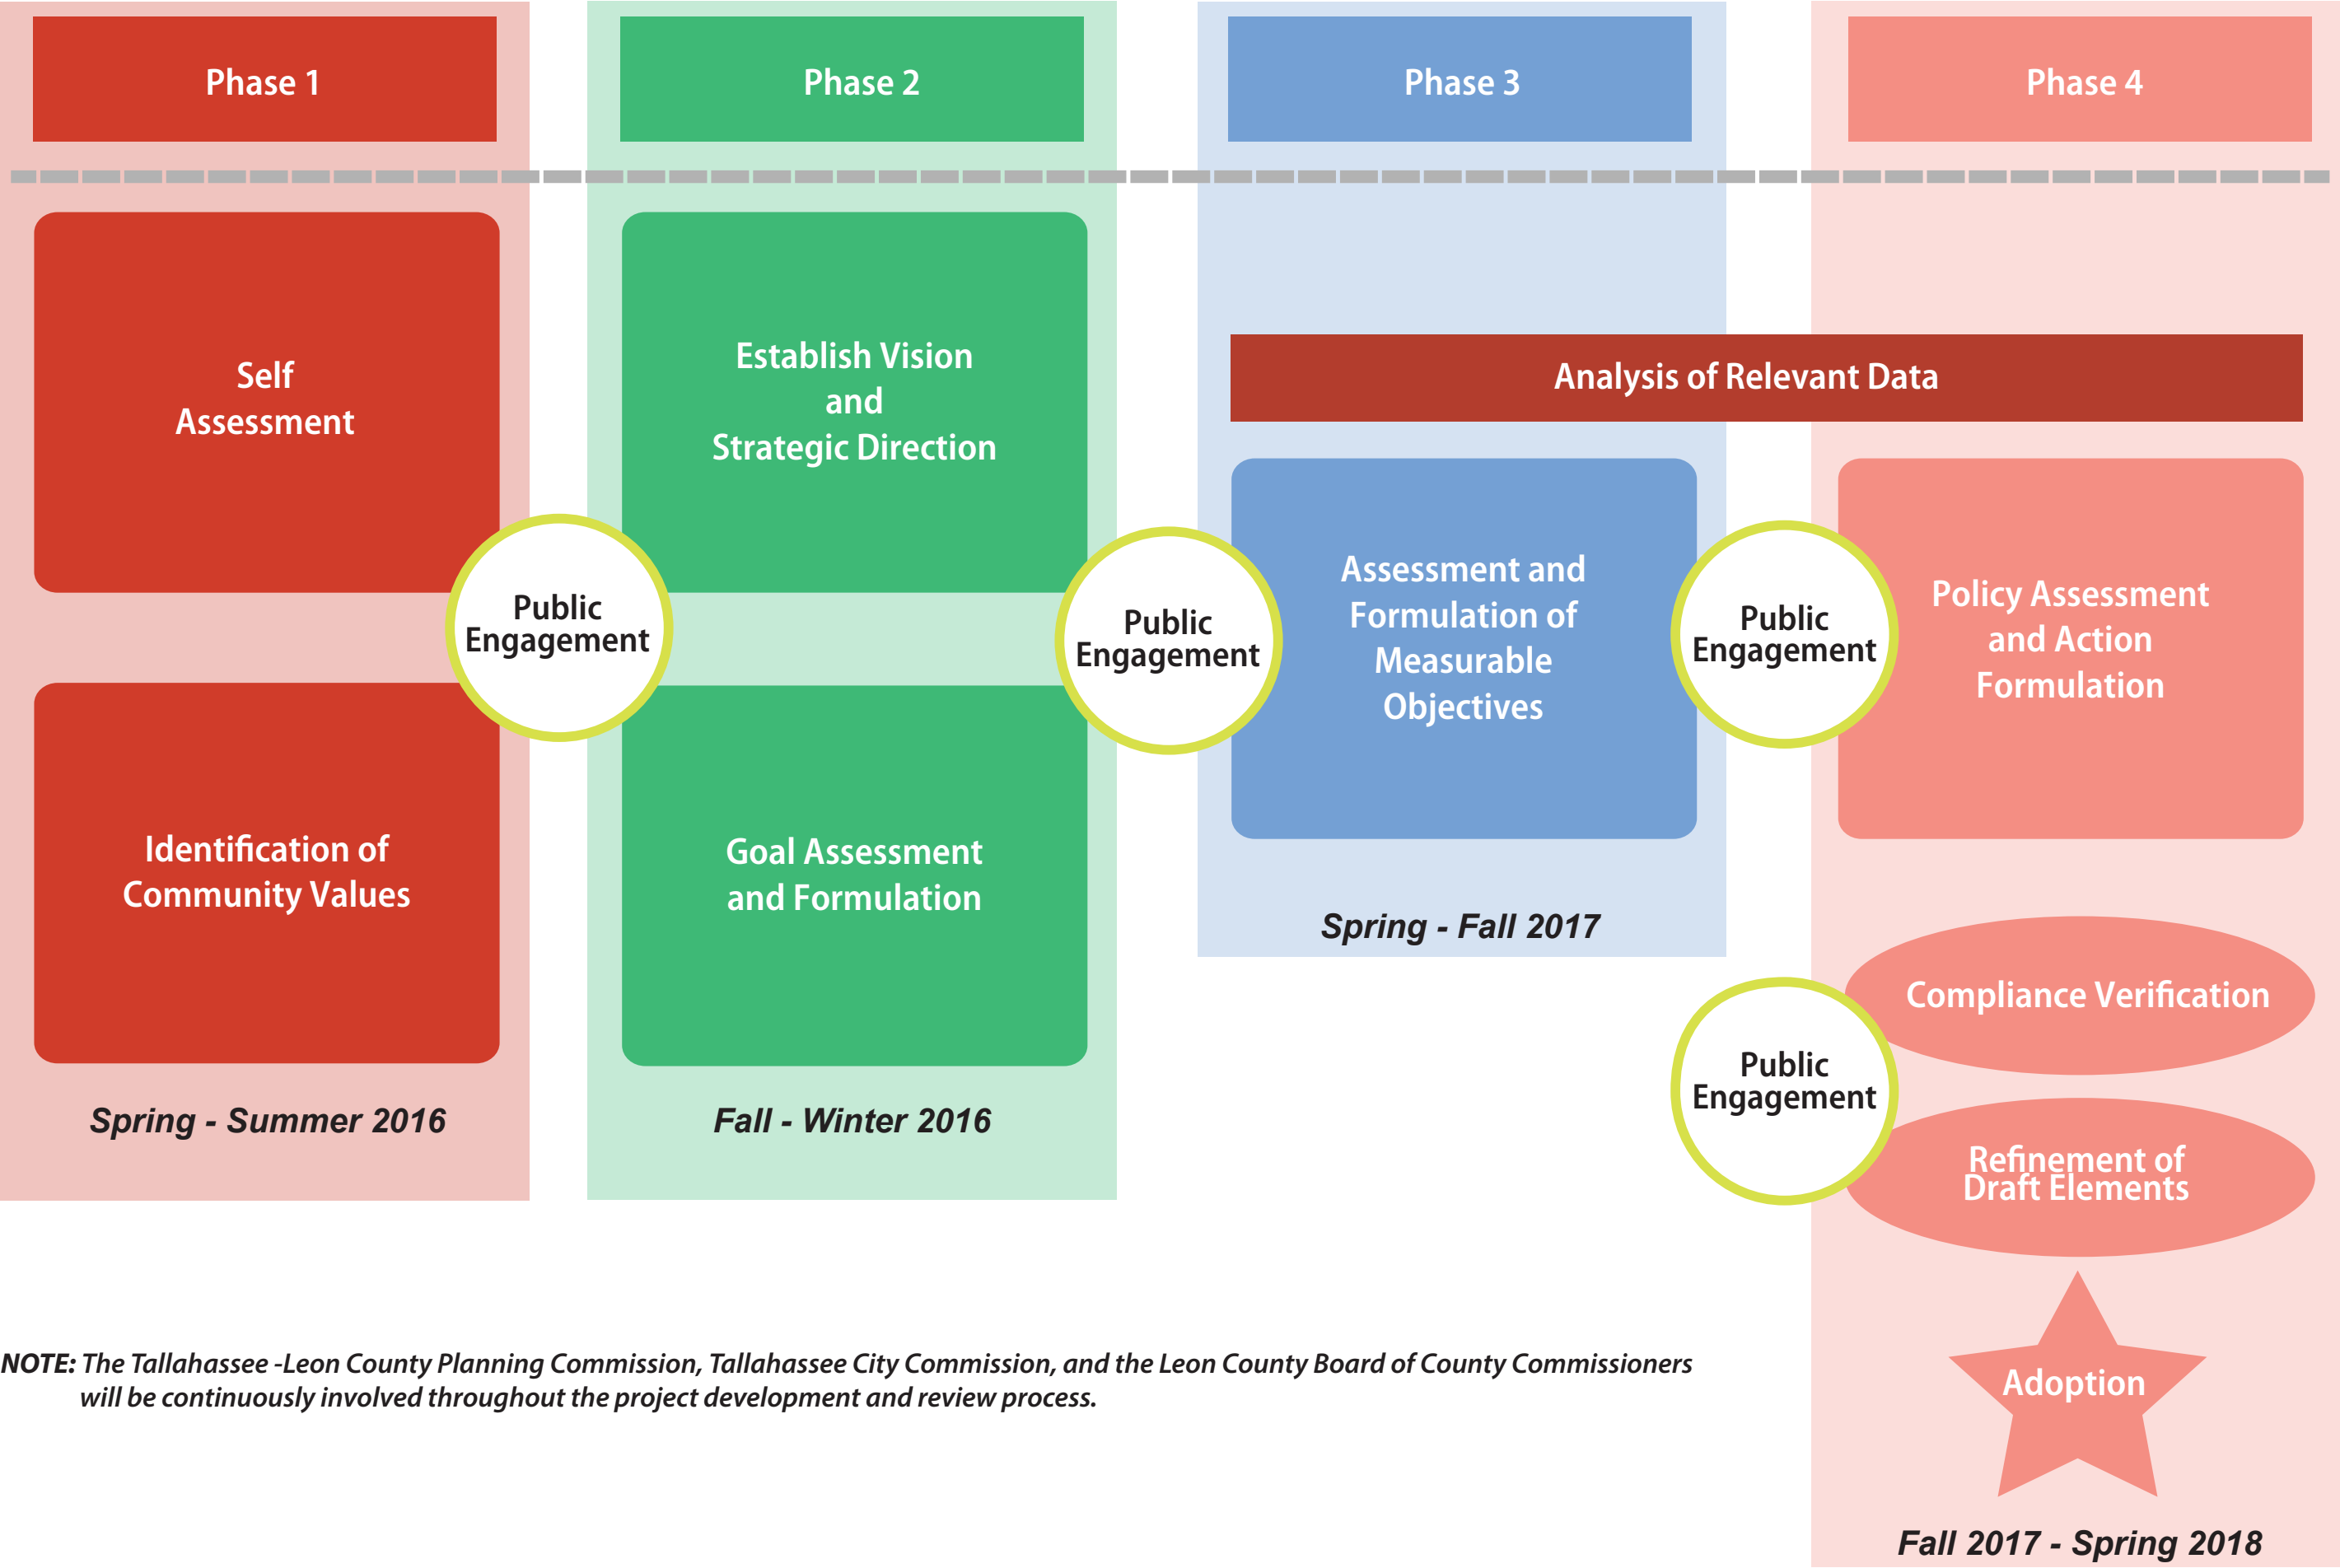 Phase 1
Phase 2
Phase 3
Phase 4
Self
Assessment
Identification of
Community Values
Spring - Summer 2016
Public
Engagement
Establish Vision
and
Strategic Direction
Goal Assessment
and Formulation
Fall - Winter 2016
Public
Engagement
Analysis of Relevant Data
Assessment and
Formulation of
Measurable
Objectives
Spring - Fall 2017
Public
Engagement
Policy Assessment
and Action
Formulation
Public
Engagement
Compliance Verification
Refinement of
Draft Elements
Adoption
Fall 2017 - Spring 2018
NOTE: The Tallahassee -Leon County Planning Commission, Tallahassee City Commission, and the Leon County Board of County Commissioners
will be continuously involved throughout the project development and review process.